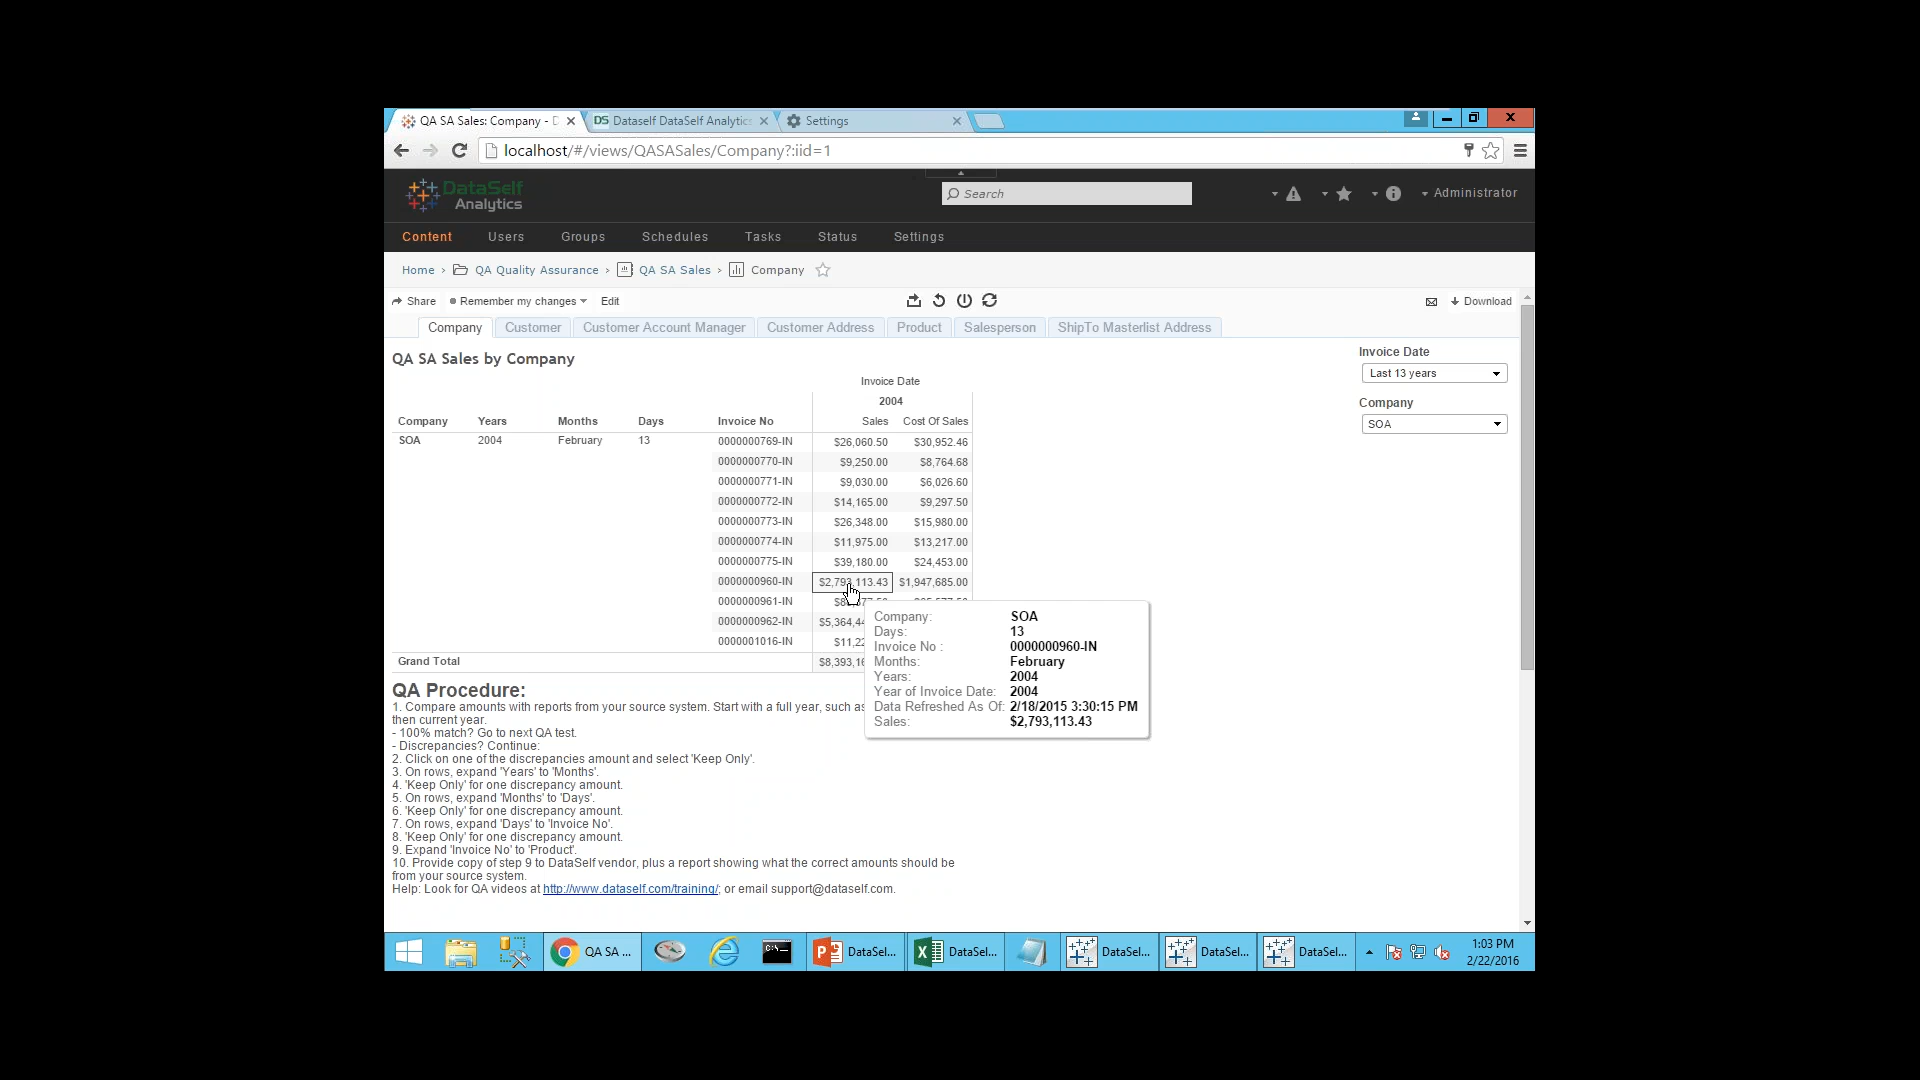 QA SA Sales: Company - D
DS Dataself DataSelf Analytics
Settings
localhost/#/views/QASASales/Company?:iid=1
DataSelf
Analytics
Search
Administrator
Content Users Groups Schedules Tasks Status Settings
Home › QA Quality Assurance › QA SA Sales › Company
Share Remember my changes Edit
Download
Company Customer Customer Account Manager Customer Address Product Salesperson ShipTo Masterlist Address
QA SA Sales by Company
Invoice Date
Last 13 years
Company
SOA
Invoice Date
2004
Company Years Months Days Invoice No Sales Cost Of Sales
SOA 2004 February 13 0000000769-IN $26,060.50 $30,952.46
0000000770-IN $9,250.00 $8,764.68
0000000771-IN $9,030.00 $6,026.60
0000000772-IN $14,165.00 $9,297.50
0000000773-IN $26,348.00 $15,980.00
0000000774-IN $11,975.00 $13,217.00
0000000775-IN $39,180.00 $24,453.00
0000000960-IN $2,793,113.43 $1,947,685.00
0000000961-IN
0000000962-IN $5,364,44
0000001016-IN $11,22
Grand Total $8,393,16
Company: SOA
Days: 13
Invoice No : 0000000960-IN
Months: February
Years: 2004
Year of Invoice Date: 2004
Data Refreshed As Of: 2/18/2015 3:30:15 PM
Sales: $2,793,113.43
QA Procedure:
1. Compare amounts with reports from your source system. Start with a full year, such as
then current year.
- 100% match? Go to next QA test.
- Discrepancies? Continue:
2. Click on one of the discrepancies amount and select 'Keep Only'.
3. On rows, expand 'Years' to 'Months'.
4. 'Keep Only' for one discrepancy amount.
5. On rows, expand 'Months' to 'Days'.
6. 'Keep Only' for one discrepancy amount.
7. On rows, expand 'Days' to 'Invoice No'.
8. 'Keep Only' for one discrepancy amount.
9. Expand 'Invoice No' to 'Product'.
10. Provide copy of step 9 to DataSelf vendor, plus a report showing what the correct amounts should be
from your source system.
Help: Look for QA videos at http://www.dataself.com/training/, or email support@dataself.com.
QA SA ...
DataSel...
DataSel...
DataSel...
DataSel...
DataSel...
1:03 PM
2/22/2016